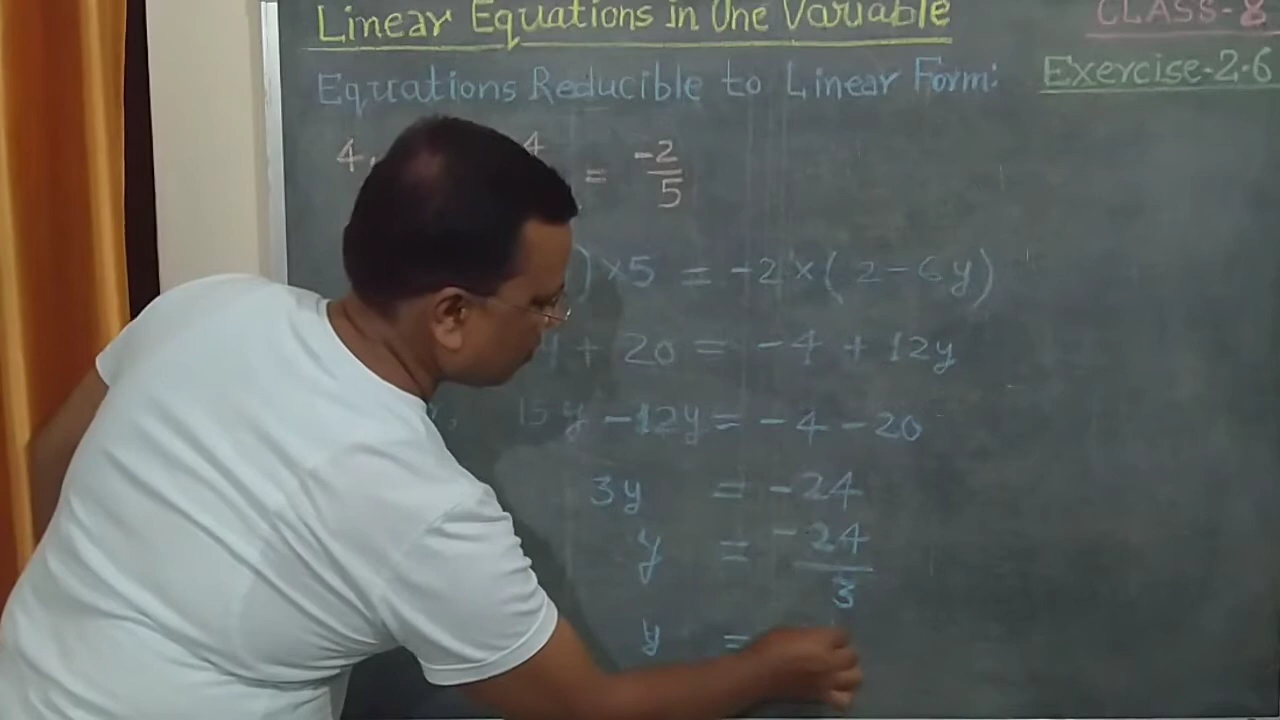 Linear Equations in One Variable
CLASS-8
Equations Reducible to Linear Form:
Exercise-2.6
4. 4 = -2/5
)×5 = -2×(2-6y)
y + 20 = -4 + 12y
15y -12y = -4 -20
3y = -24
y = -24/3
y =